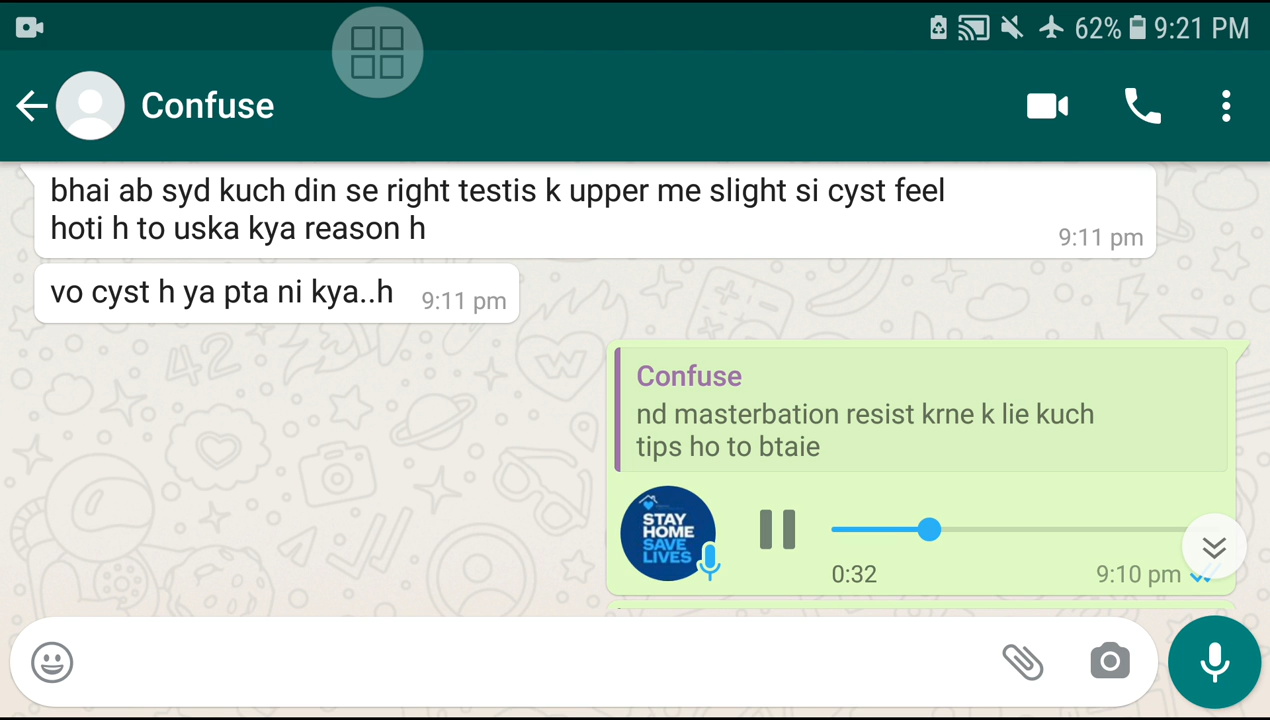 62% 9:21 PM
Confuse
bhai ab syd kuch din se right testis k upper me slight si cyst feel
hoti h to uska kya reason h
9:11 pm
vo cyst h ya pta ni kya..h 9:11 pm
Confuse
nd masterbation resist krne k lie kuch
tips ho to btaie
STAY
HOME
SAVE
LIVES
0:32 9:10 pm